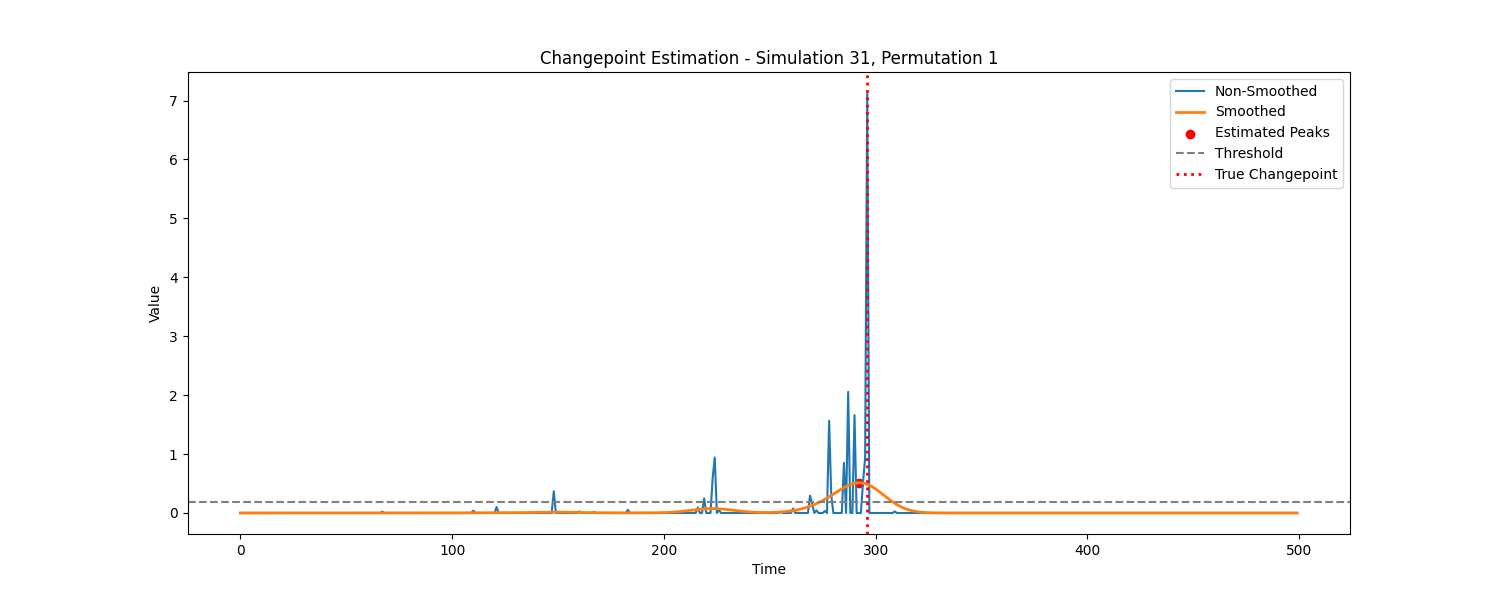 Changepoint Estimation - Simulation 31, Permutation 1
Non-Smoothed
Smoothed
Estimated Peaks
Threshold
True Changepoint
Value
7
6
5
4
3
2
1
0
0 100 200 300 400 500
Time